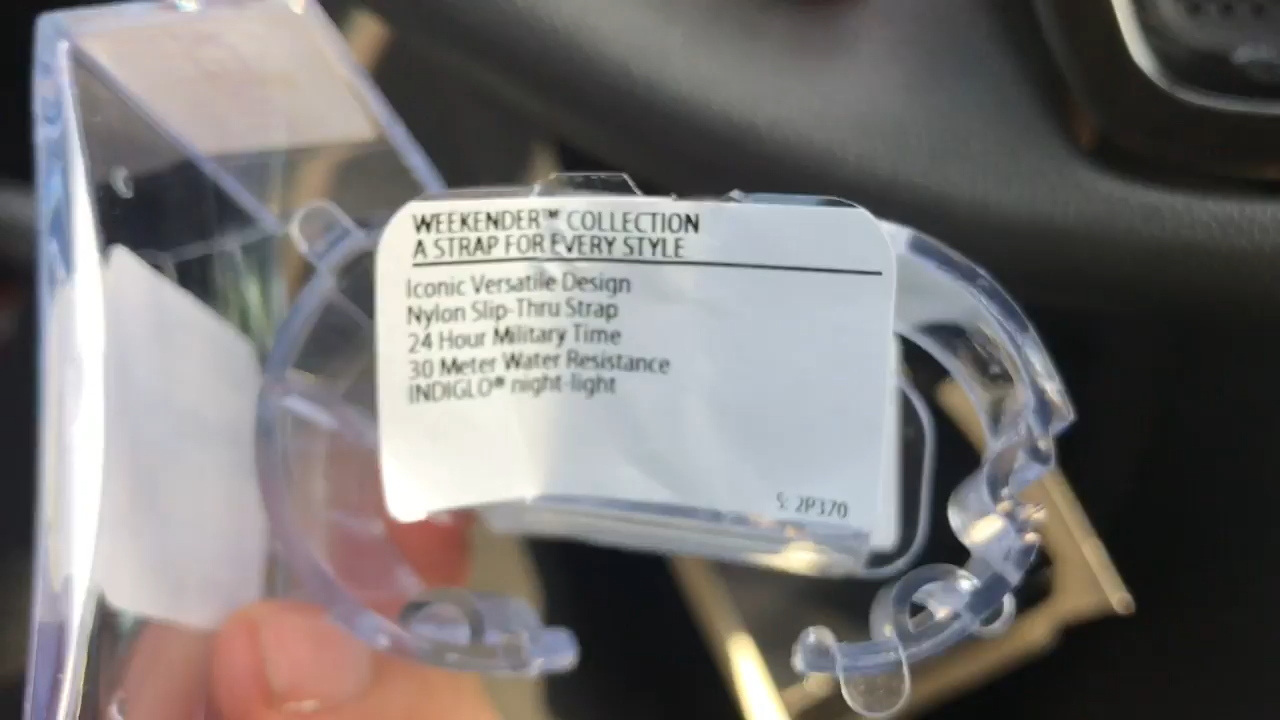 WEEKENDER™ COLLECTION
A STRAP FOR EVERY STYLE
Iconic Versatile Design
Nylon Slip-Thru Strap
24 Hour Military Time
30 Meter Water Resistance
INDIGLO® night-light
S: 2P370